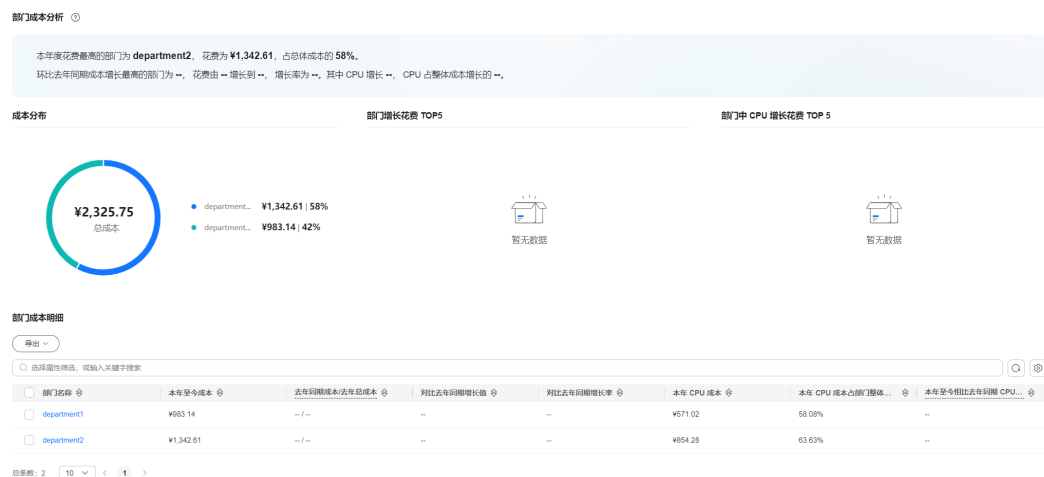 部门成本分析
本年度花费最高的部门为 department2， 花费为 ¥1,342.61，占总体成本的 58%。
环比去年同期成本增长最高的部门为 --， 花费由 -- 增长到 --， 增长率为 --。其中 CPU 增长 --， CPU 占整体成本增长的 --。
成本分布
部门增长花费 TOP5
部门中 CPU 增长花费 TOP 5
¥2,325.75
总成本
department... ¥1,342.61 | 58%
department... ¥983.14 | 42%
暂无数据
暂无数据
部门成本明细
导出
选择属性筛选，或输入关键字搜索
部门名称 本年至今成本 去年同期成本/去年总成本 对比去年同期增长值 对比去年同期增长率 本年 CPU 成本 本年 CPU 成本占部门整体... 本年至今相比去年同期 CPU...
department1 ¥983.14 -- / -- -- -- ¥571.02 58.08% --
department2 ¥1,342.61 -- / -- -- -- ¥854.28 63.63% --
总条数：2 10 1